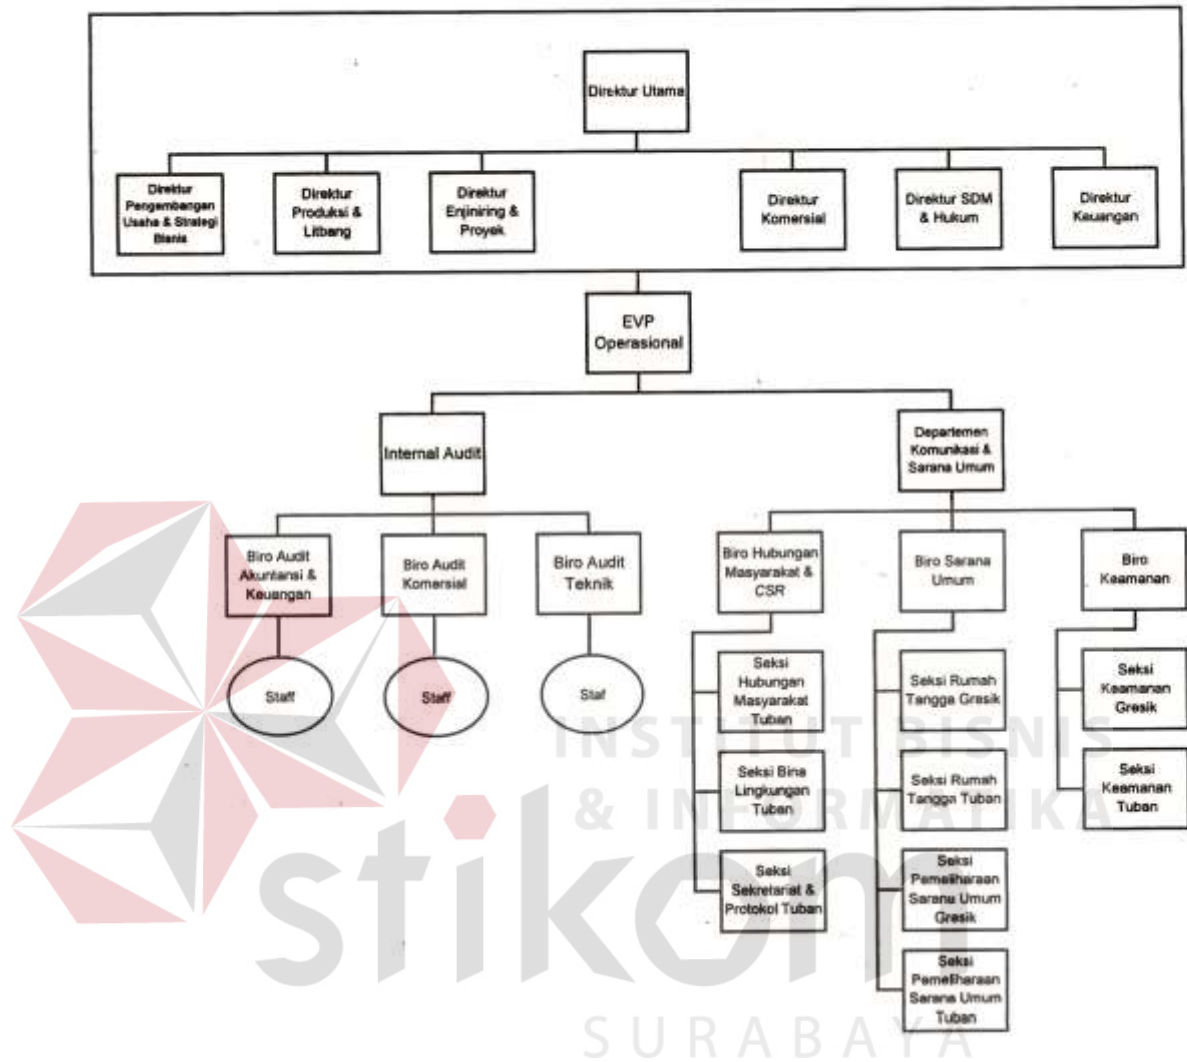 Direktur Utama
Direktur
Pengembangan
Usaha & Strategi
Bisnis
Direktur
Produksi &
Litbang
Direktur
Enjiniring &
Proyek
Direktur
Komersial
Direktur SDM
& Hukum
Direktur
Keuangan
EVP
Operasional
Internal Audit
Departemen
Komunikasi &
Sarana Umum
Biro Audit
Akuntansi &
Keuangan
Biro Audit
Komersial
Biro Audit
Teknik
Biro Hubungan
Masyarakat &
CSR
Biro Sarana
Umum
Biro
Keamanan
Staff
Staff
Staf
Seksi
Hubungan
Masyarakat
Tuban
Seksi Bina
Lingkungan
Tuban
Seksi
Sekretariat &
Protokol Tuban
Seksi Rumah
Tangga Gresik
Seksi Rumah
Tangga Tuban
Seksi
Pemeliharaan
Sarana Umum
Gresik
Seksi
Pemeliharaan
Sarana Umum
Tuban
Seksi
Keamanan
Gresik
Seksi
Keamanan
Tuban
INSTITUT BISNIS
& INFORMATIKA
stikom
SURABAYA